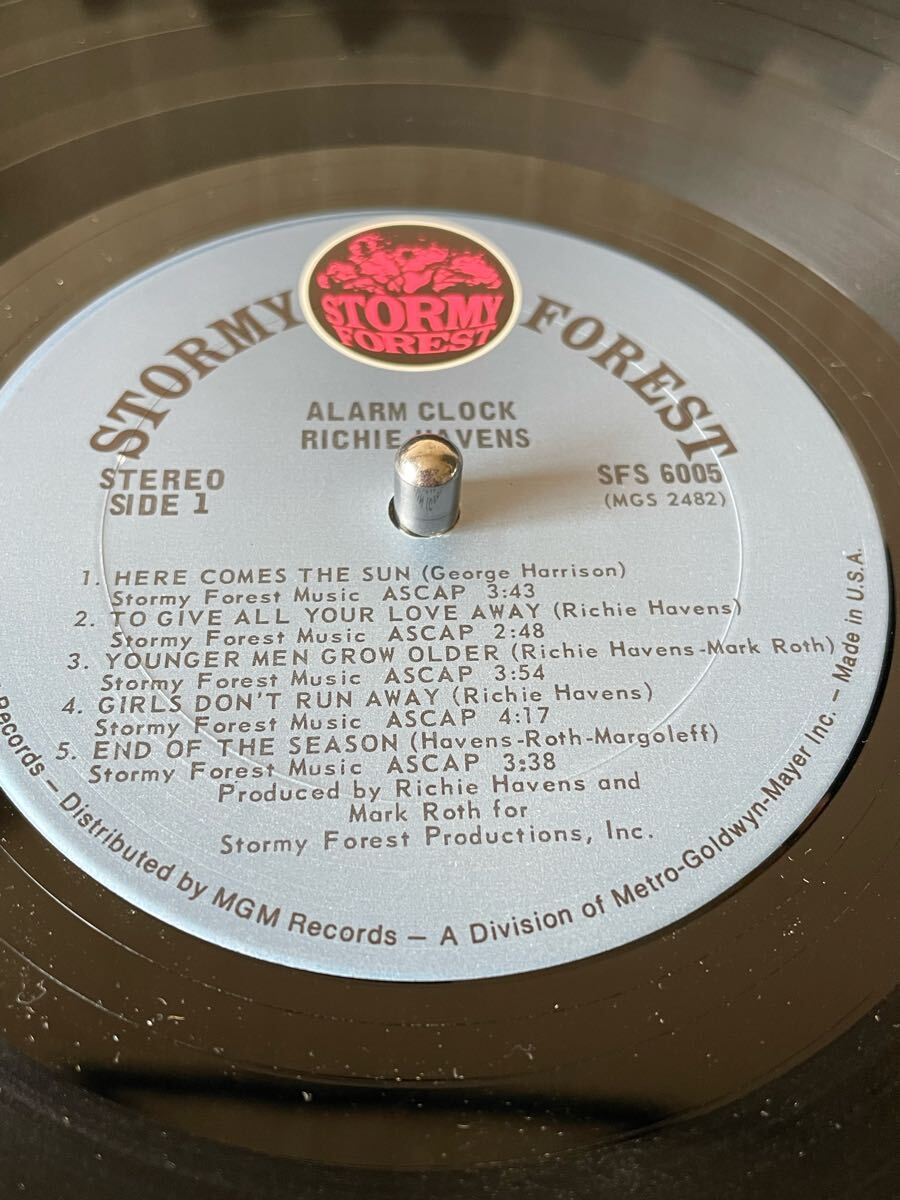 STORMY FOREST
STORMY
FOREST
ALARM CLOCK
RICHIE HAVENS
STEREO
SIDE 1
SFS 6005
(MGS 2482)
1. HERE COMES THE SUN (George Harrison)
Stormy Forest Music ASCAP 3:43
2. TO GIVE ALL YOUR LOVE AWAY (Richie Havens)
Stormy Forest Music ASCAP 2:48
3. YOUNGER MEN GROW OLDER (Richie Havens-Mark Roth)
Stormy Forest Music ASCAP 3:54
4. GIRLS DON'T RUN AWAY (Richie Havens)
Stormy Forest Music ASCAP 4:17
5. END OF THE SEASON (Havens-Roth-Margoleff)
Stormy Forest Music ASCAP 3:38
Produced by Richie Havens and
Mark Roth for
Stormy Forest Productions, Inc.
Records – Distributed by MGM Records – A Division of Metro-Goldwyn-Mayer Inc. – Made in U.S.A.